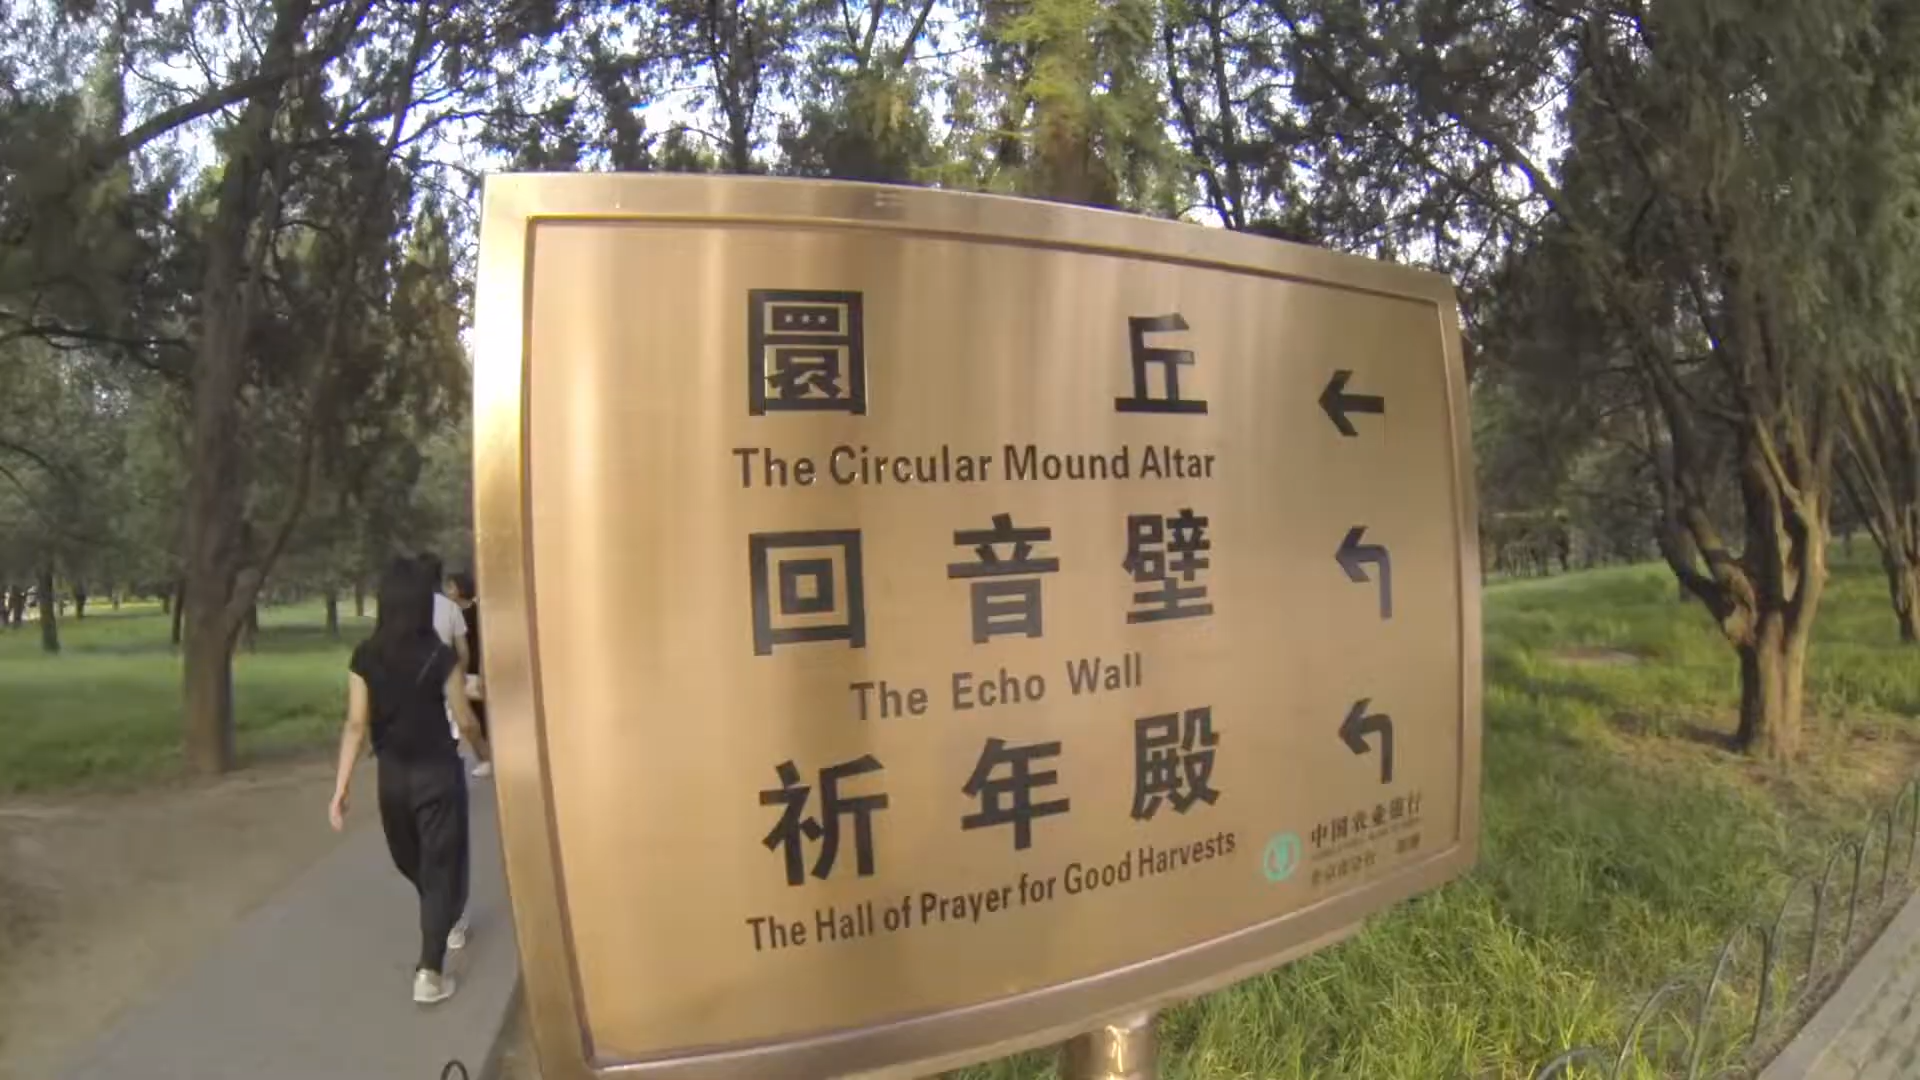 圜丘
The Circular Mound Altar
回音壁
The Echo Wall
祈年殿
The Hall of Prayer for Good Harvests
中国农业银行